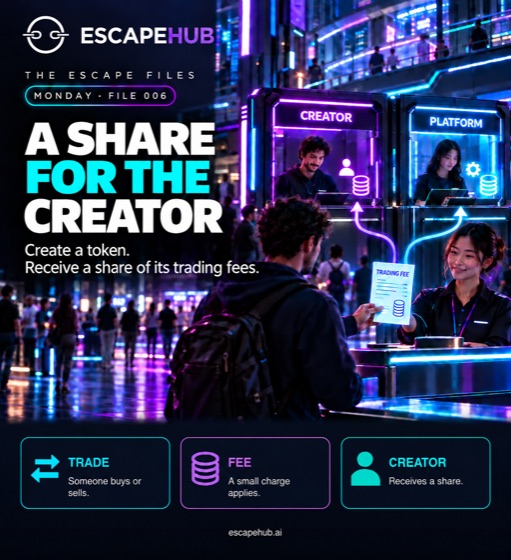 ESCAPEHUB
THE ESCAPE FILES
MONDAY · FILE 006
A SHARE
FOR THE
CREATOR
Create a token.
Receive a share of its trading fees.
CREATOR
PLATFORM
TRADING FEE
TRADE
Someone buys or
sells.
FEE
A small charge
applies.
CREATOR
Receives a share.
escapehub.ai